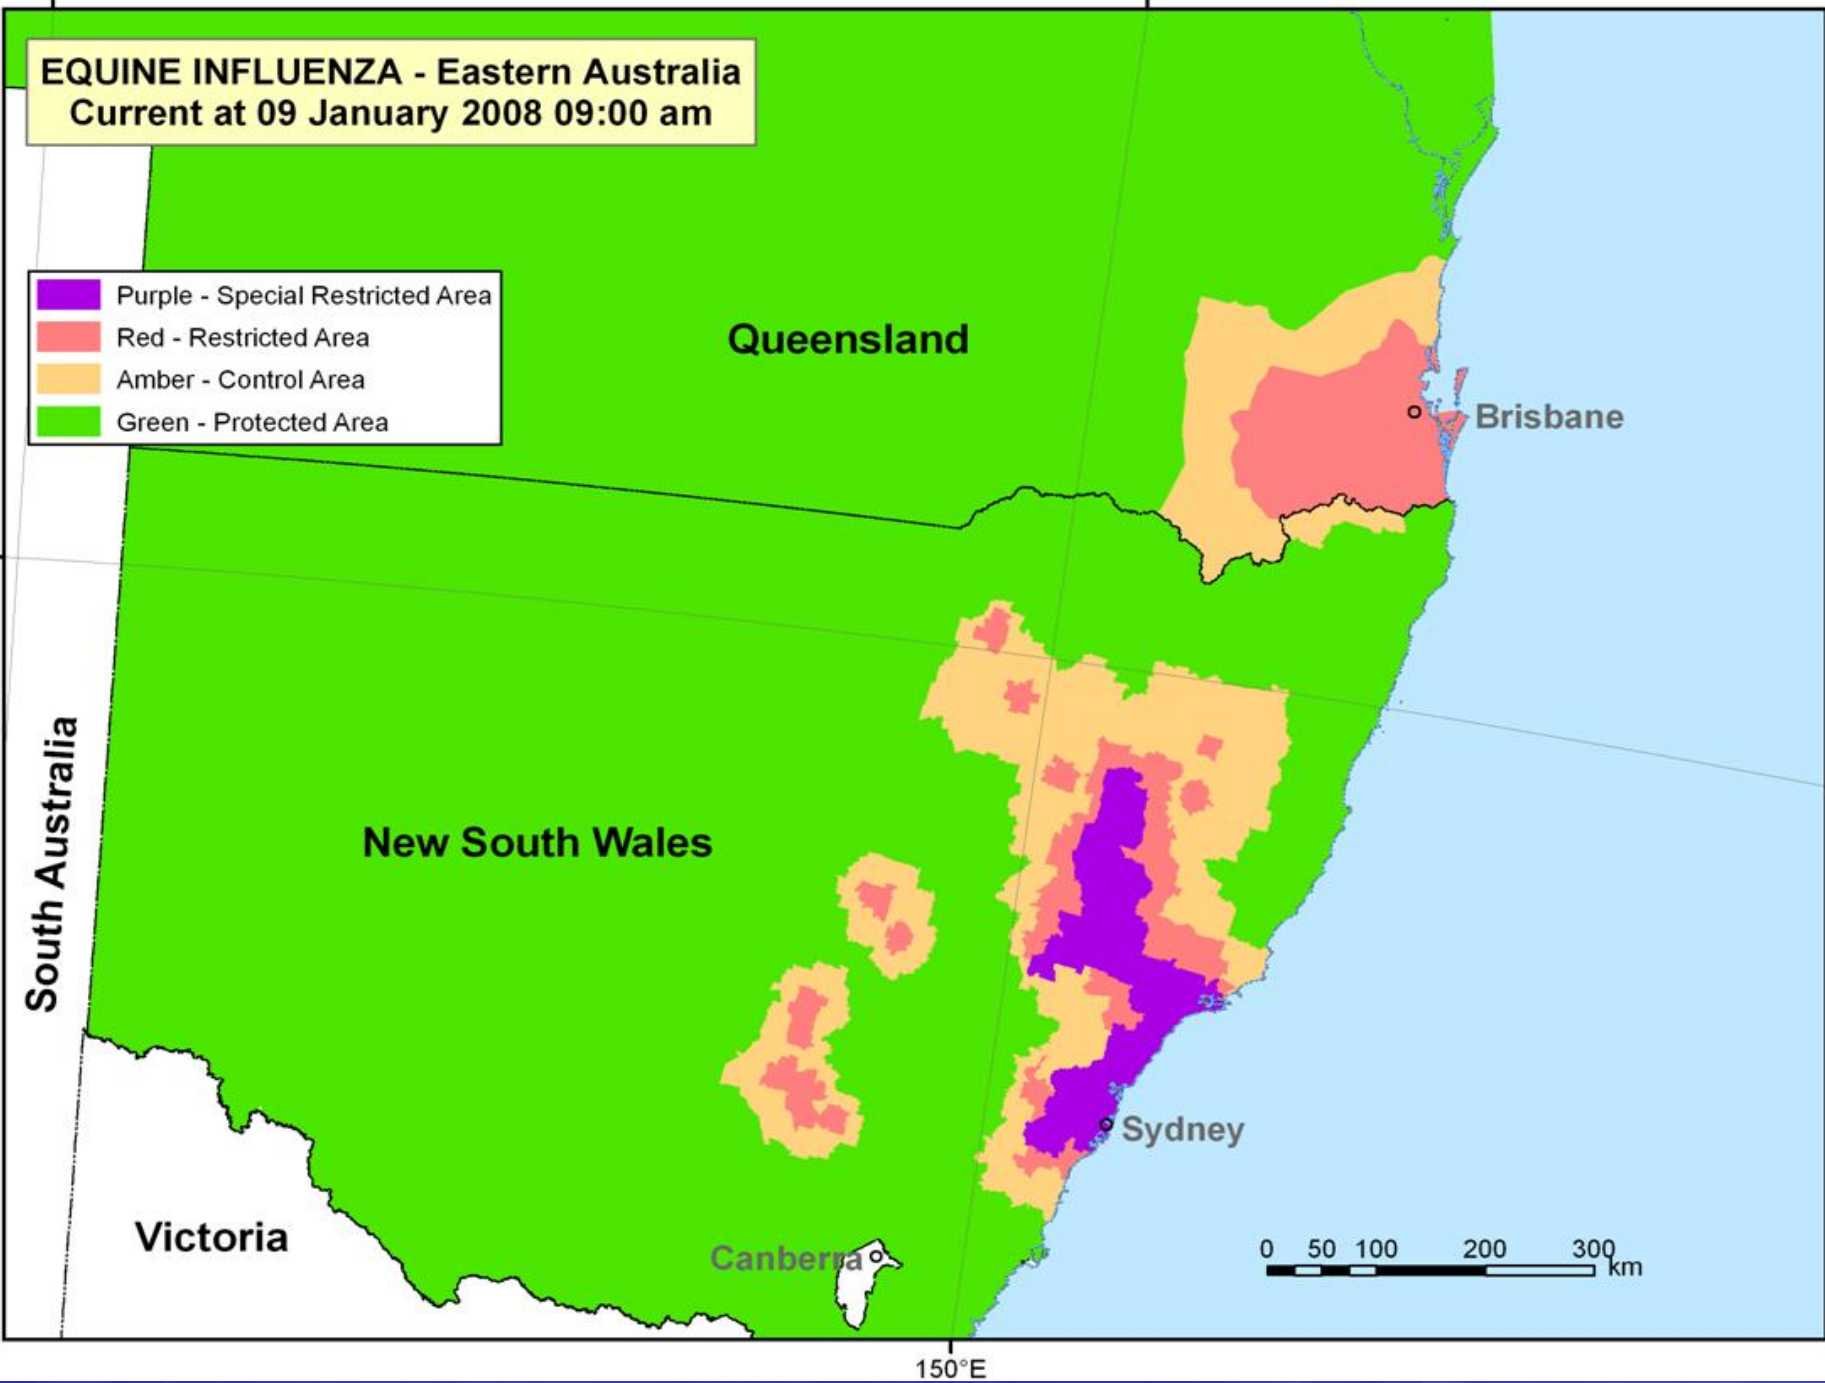 EQUINE INFLUENZA - Eastern Australia
Current at 09 January 2008 09:00 am
Purple - Special Restricted Area
Red - Restricted Area
Amber - Control Area
Green - Protected Area
Queensland
Brisbane
South Australia
New South Wales
Sydney
Victoria
Canberra
0 50 100 200 300
km
150°E